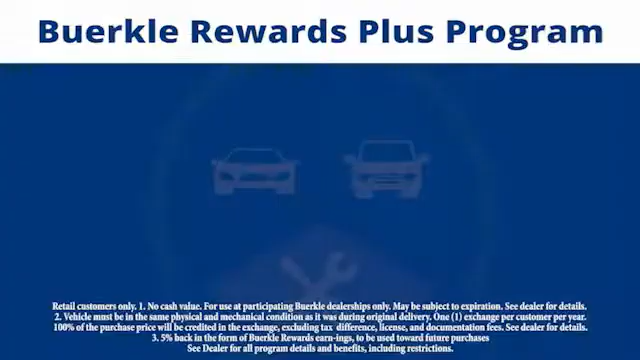 Buerkle Rewards Plus Program
Retail customers only. 1. No cash value. For use at participating Buerkle dealerships only. May be subject to expiration. See dealer for details.
2. Vehicle must be in the same physical and mechanical condition as it was during original delivery. One (1) exchange per customer per year.
100% of the purchase price will be credited in the exchange, excluding tax difference, license, and documentation fees. See dealer for details.
3. 5% back in the form of Buerkle Rewards earn-ings, to be used toward future purchases
See Dealer for all program details and benefits, including restrictions.